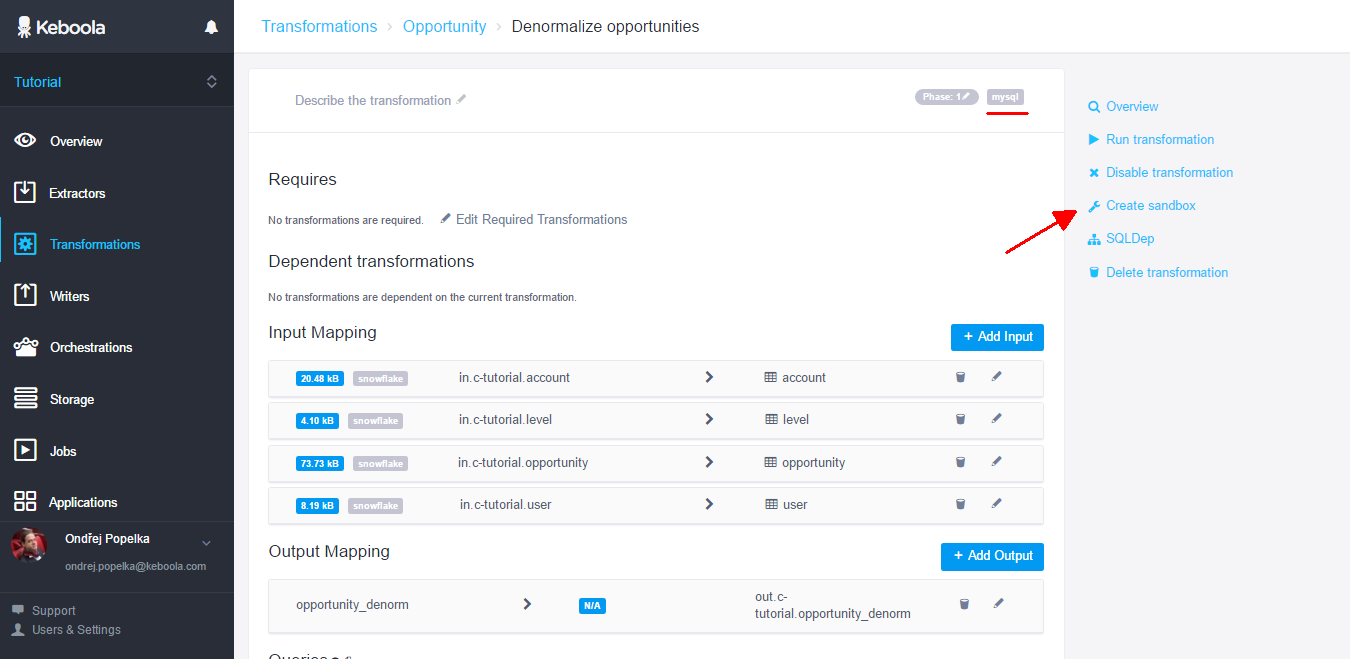 Keboola
Transformations > Opportunity > Denormalize opportunities
Tutorial
Overview
Extractors
Transformations
Writers
Orchestrations
Storage
Jobs
Applications
Ondřej Popelka
ondrej.popelka@keboola.com
Support
Users & Settings
Describe the transformation
Phase: 1
mysql
Requires
No transformations are required. Edit Required Transformations
Dependent transformations
No transformations are dependent on the current transformation.
Input Mapping
+ Add Input
20.48 kB snowflake in.c-tutorial.account account
4.10 kB snowflake in.c-tutorial.level level
73.73 kB snowflake in.c-tutorial.opportunity opportunity
8.19 kB snowflake in.c-tutorial.user user
Output Mapping
+ Add Output
opportunity_denorm N/A out.c-
tutorial.opportunity_denorm
Queries
Overview
Run transformation
Disable transformation
Create sandbox
SQLDep
Delete transformation